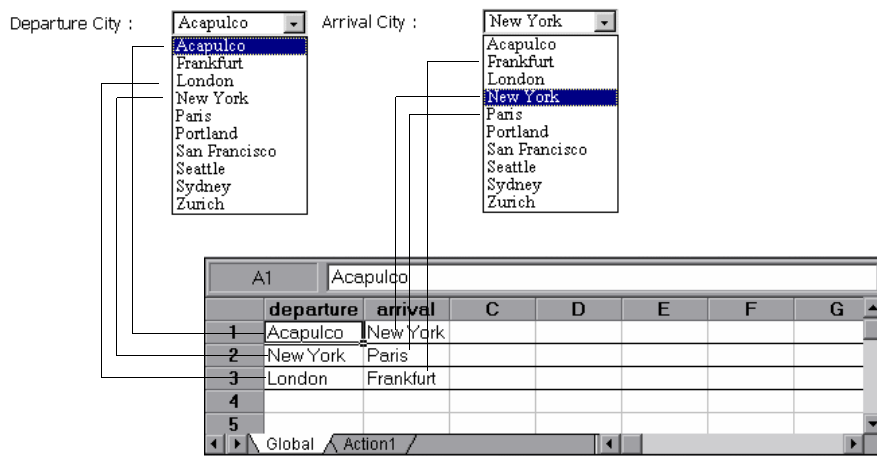 Departure City :
Acapulco
Acapulco
Frankfurt
London
New York
Paris
Portland
San Francisco
Seattle
Sydney
Zurich
Arrival City :
New York
Acapulco
Frankfurt
London
New York
Paris
Portland
San Francisco
Seattle
Sydney
Zurich
A1 Acapulco
departure arrival C D E F G
1 Acapulco New York
2 New York Paris
3 London Frankfurt
4
5
Global Action1